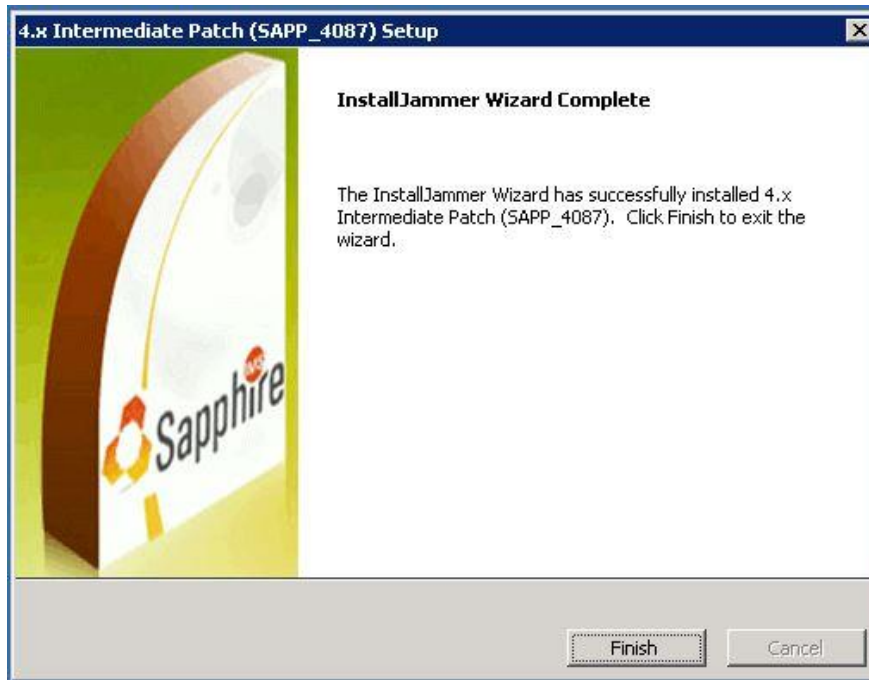 4.x Intermediate Patch (SAPP_4087) Setup
InstallJammer Wizard Complete
The InstallJammer Wizard has successfully installed 4.x
Intermediate Patch (SAPP_4087). Click Finish to exit the
wizard.
IMS
Sapphire
Finish
Cancel